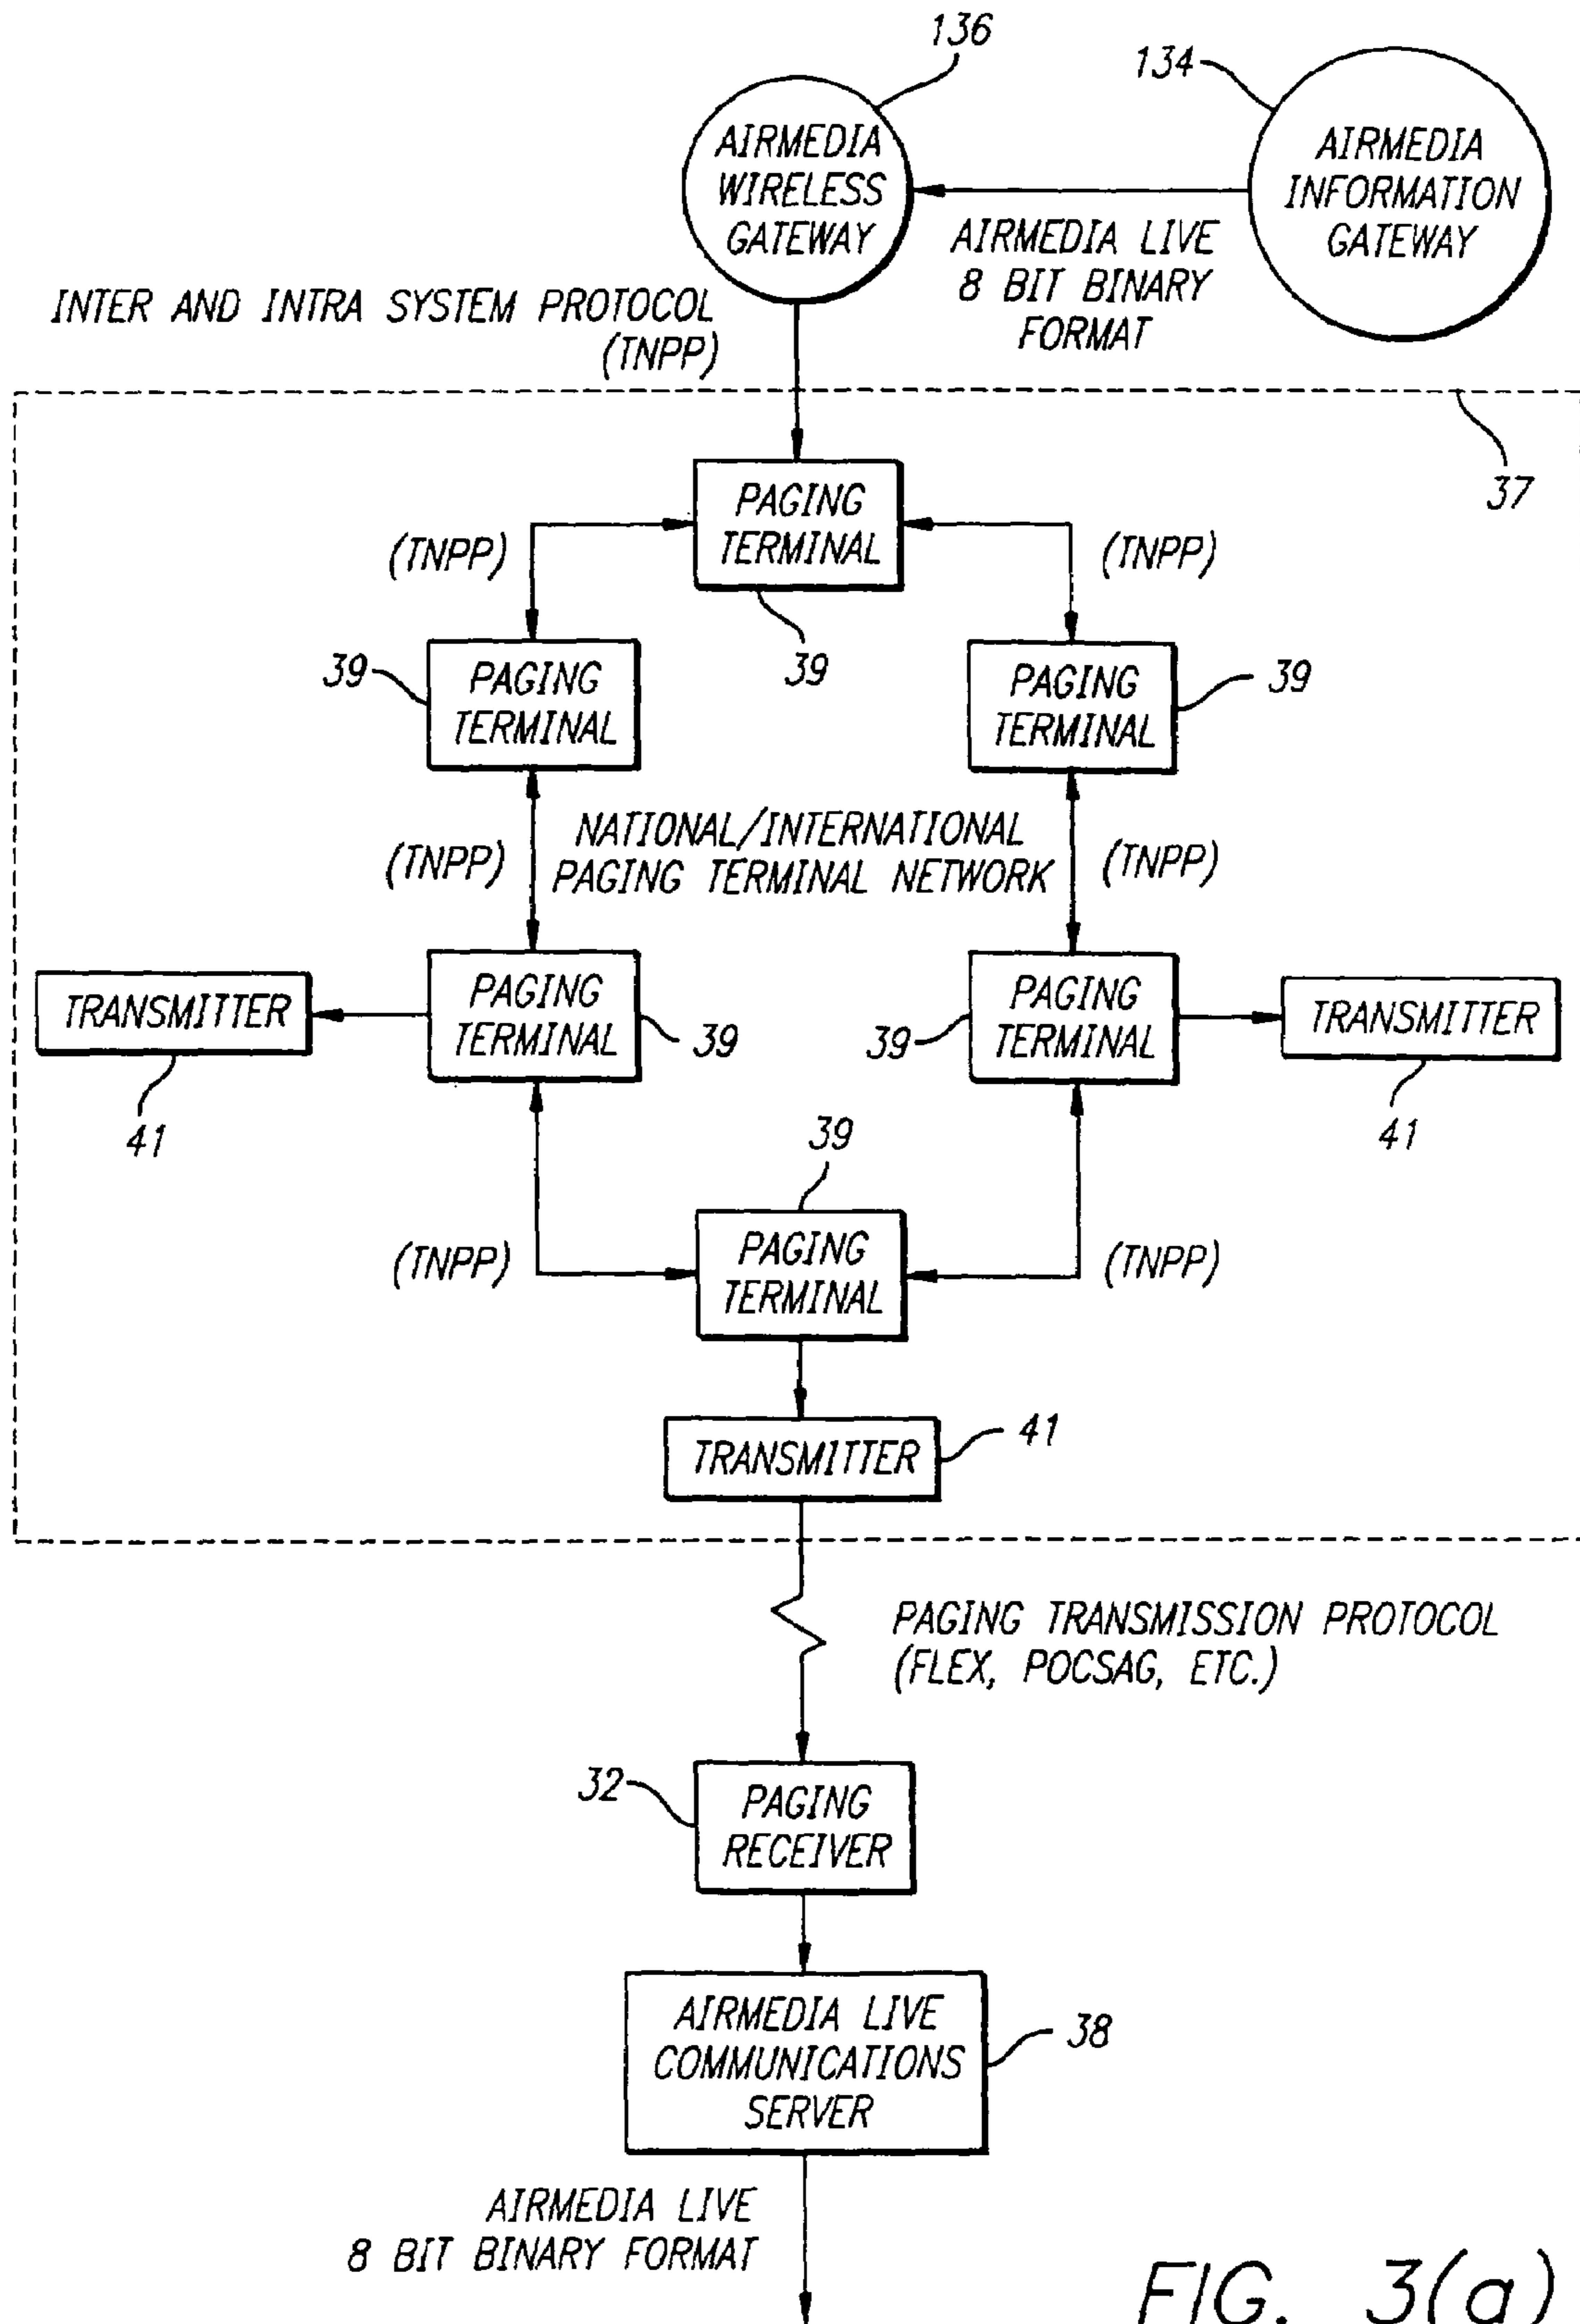 136
134
AIRMEDIA
WIRELESS
GATEWAY
AIRMEDIA
INFORMATION
GATEWAY
AIRMEDIA LIVE
8 BIT BINARY
FORMAT
INTER AND INTRA SYSTEM PROTOCOL
(TNPP)
37
PAGING
TERMINAL
39
(TNPP)
(TNPP)
39
PAGING
TERMINAL
PAGING
TERMINAL
39
(TNPP)
NATIONAL/INTERNATIONAL
PAGING TERMINAL NETWORK
(TNPP)
TRANSMITTER
41
PAGING
TERMINAL
39
39
PAGING
TERMINAL
TRANSMITTER
41
39
(TNPP)
PAGING
TERMINAL
(TNPP)
TRANSMITTER
41
PAGING TRANSMISSION PROTOCOL
(FLEX, POCSAG, ETC.)
32
PAGING
RECEIVER
AIRMEDIA LIVE
COMMUNICATIONS
SERVER
38
AIRMEDIA LIVE
8 BIT BINARY FORMAT
FIG. 3(a)